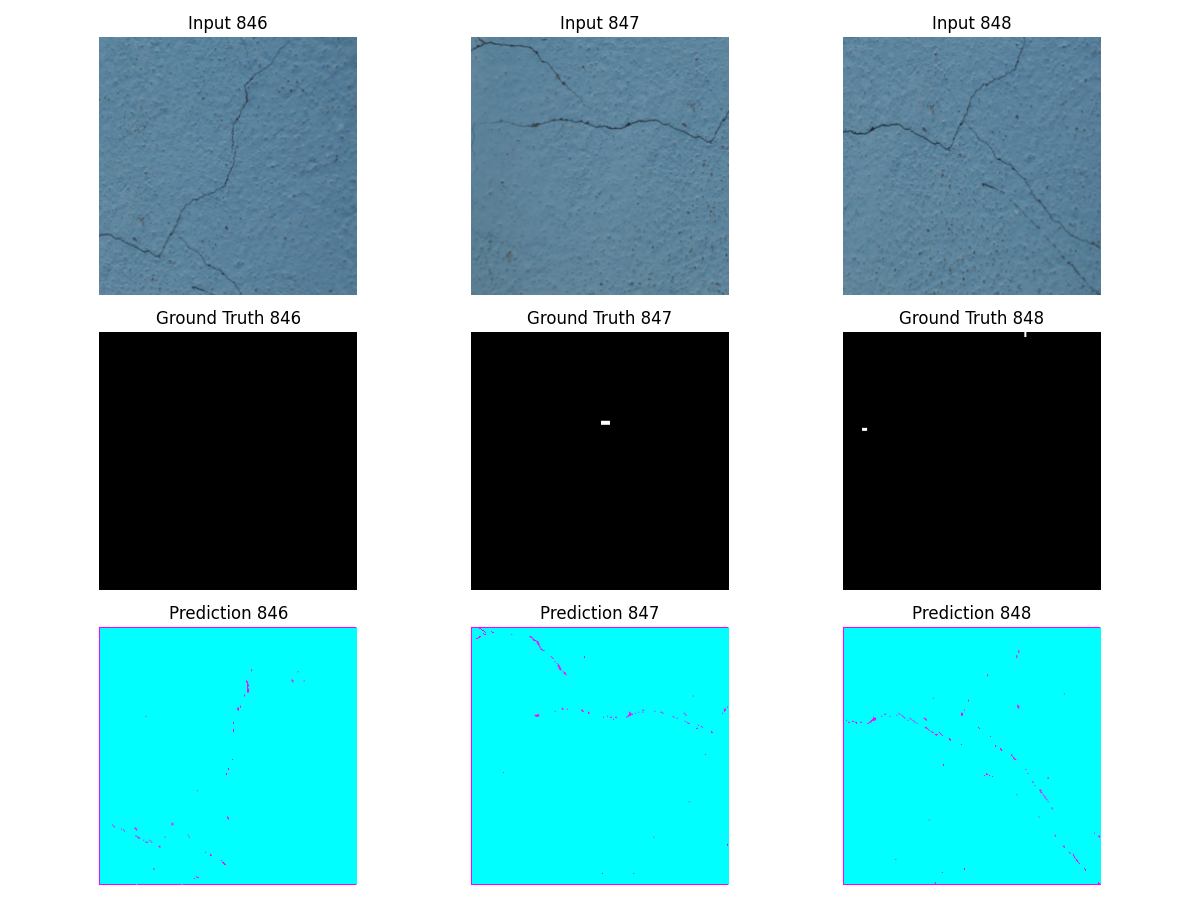 Input 846
Input 847
Input 848
Ground Truth 846
Ground Truth 847
Ground Truth 848
Prediction 846
Prediction 847
Prediction 848